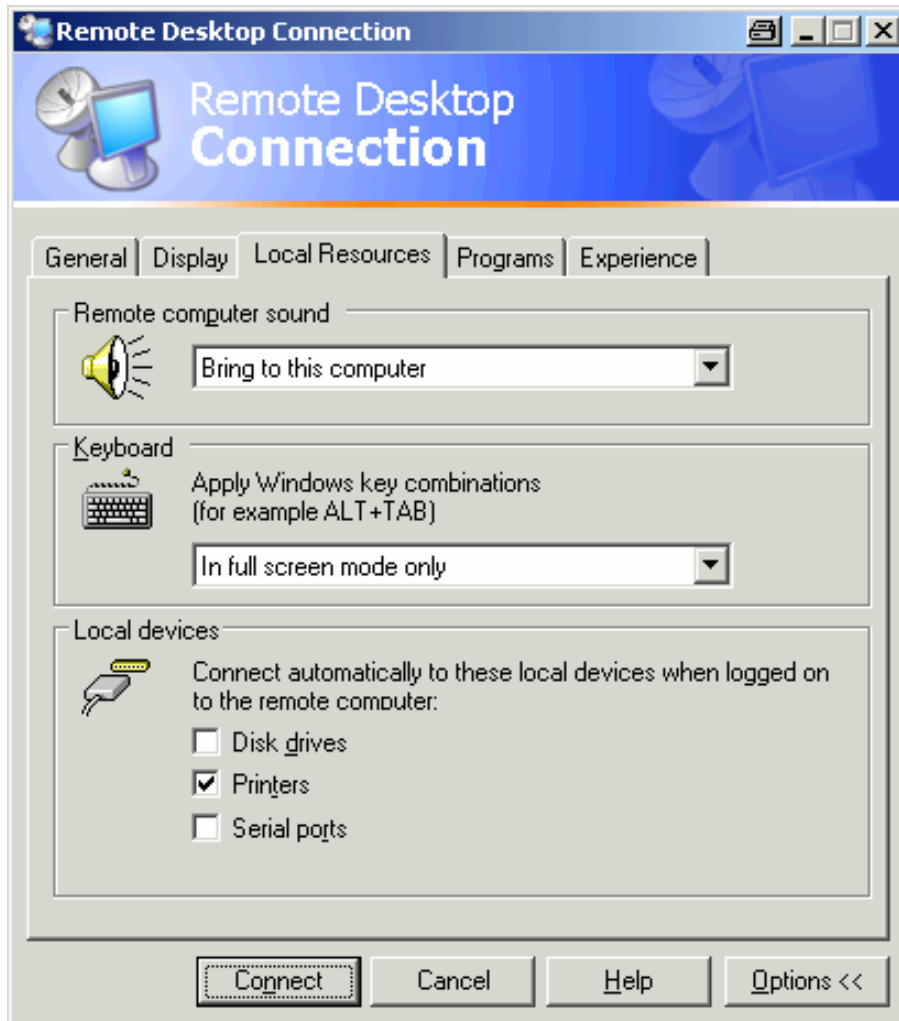 Remote Desktop Connection
Remote Desktop
Connection
General Display Local Resources Programs Experience
Remote computer sound
Bring to this computer
Keyboard
Apply Windows key combinations
(for example ALT+TAB)
In full screen mode only
Local devices
Connect automatically to these local devices when logged on
to the remote computer:
Disk drives
Printers
Serial ports
Connect Cancel Help Options <<